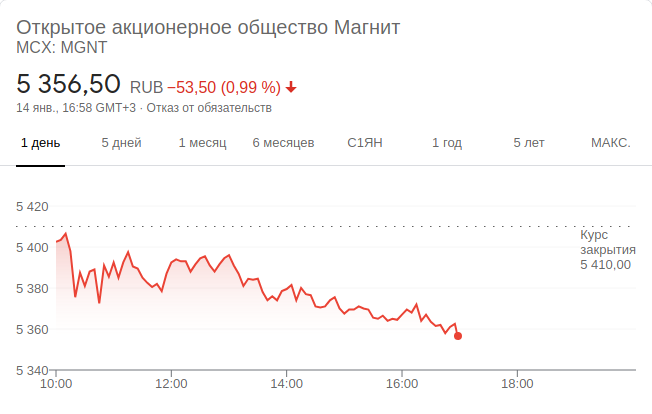 Открытое акционерное общество Магнит
MCX: MGNT
5 356,50 RUB −53,50 (0,99 %)
14 янв., 16:58 GMT+3 · Отказ от обязательств
1 день 5 дней 1 месяц 6 месяцев С1ЯН 1 год 5 лет МАКС.
5 420
5 400
5 380
5 360
5 340
Курс
закрытия
5 410,00
10:00 12:00 14:00 16:00 18:00